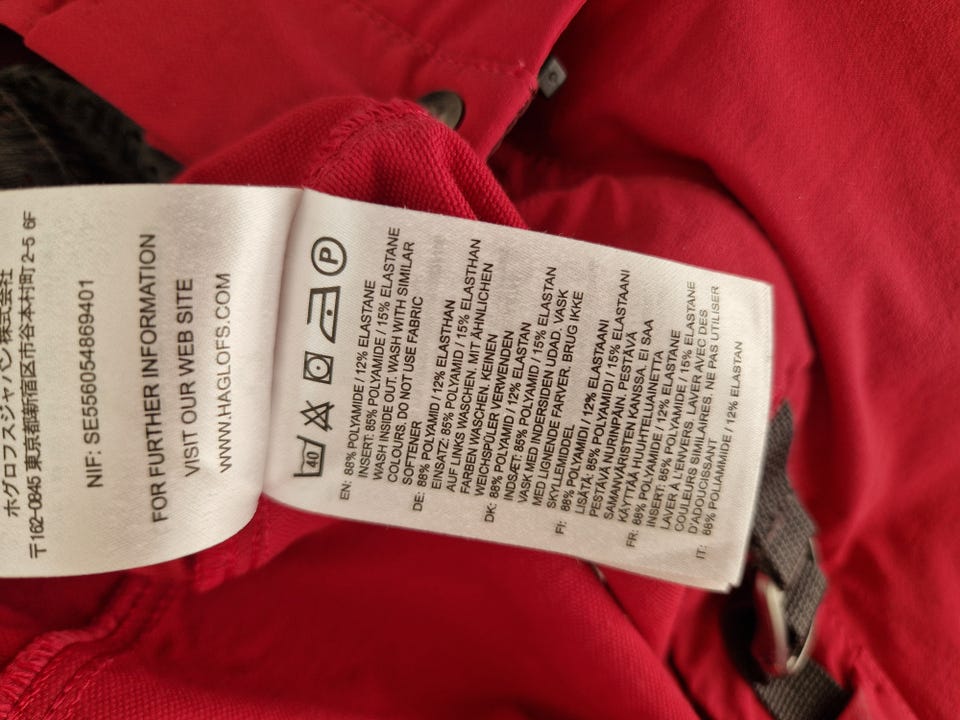 ホグロフスジャパン株式会社
〒162-0845 東京都新宿区市谷本村町2-5 6F
NIF: SE556054869401
FOR FURTHER INFORMATION
VISIT OUR WEB SITE
WWW.HAGLOFS.COM
40 P
EN: 88% POLYAMIDE / 12% ELASTANE
INSERT: 85% POLYAMIDE / 15% ELASTANE
WASH INSIDE OUT. WASH WITH SIMILAR
COLOURS. DO NOT USE FABRIC
SOFTENER
DE: 88% POLYAMID / 12% ELASTHAN
EINSATZ: 85% POLYAMID / 15% ELASTHAN
AUF LINKS WASCHEN. MIT ÄHNLICHEN
FARBEN WASCHEN. KEINEN
WEICHSPÜLER VERWENDEN
DK: 88% POLYAMID / 12% ELASTAN
INDSÆT: 85% POLYAMID / 15% ELASTAN
VASK MED INDERSIDEN UDAD. VASK
MED LIGNENDE FARVER. BRUG IKKE
SKYLLEMIDDEL
FI: 88% POLYAMIDI / 12% ELASTAANI
LISÄTÄ: 85% POLYAMIDI / 15% ELASTAANI
PESTÄVÄ NURINPÄIN. PESTÄVÄ
SAMANVÄRISTEN KANSSA. EI SAA
KÄYTTÄÄ HUUHTELUAINETTA
FR: 88% POLYAMIDE / 12% ELASTANE
INSERT: 85% POLYAMIDE / 15% ELASTANE
LAVER À L'ENVERS. LAVER AVEC DES
COULEURS SIMILAIRES. NE PAS UTILISER
D'ADOUCISSANT
IT: 88% POLIAMMAIDE / 12% ELASTAN